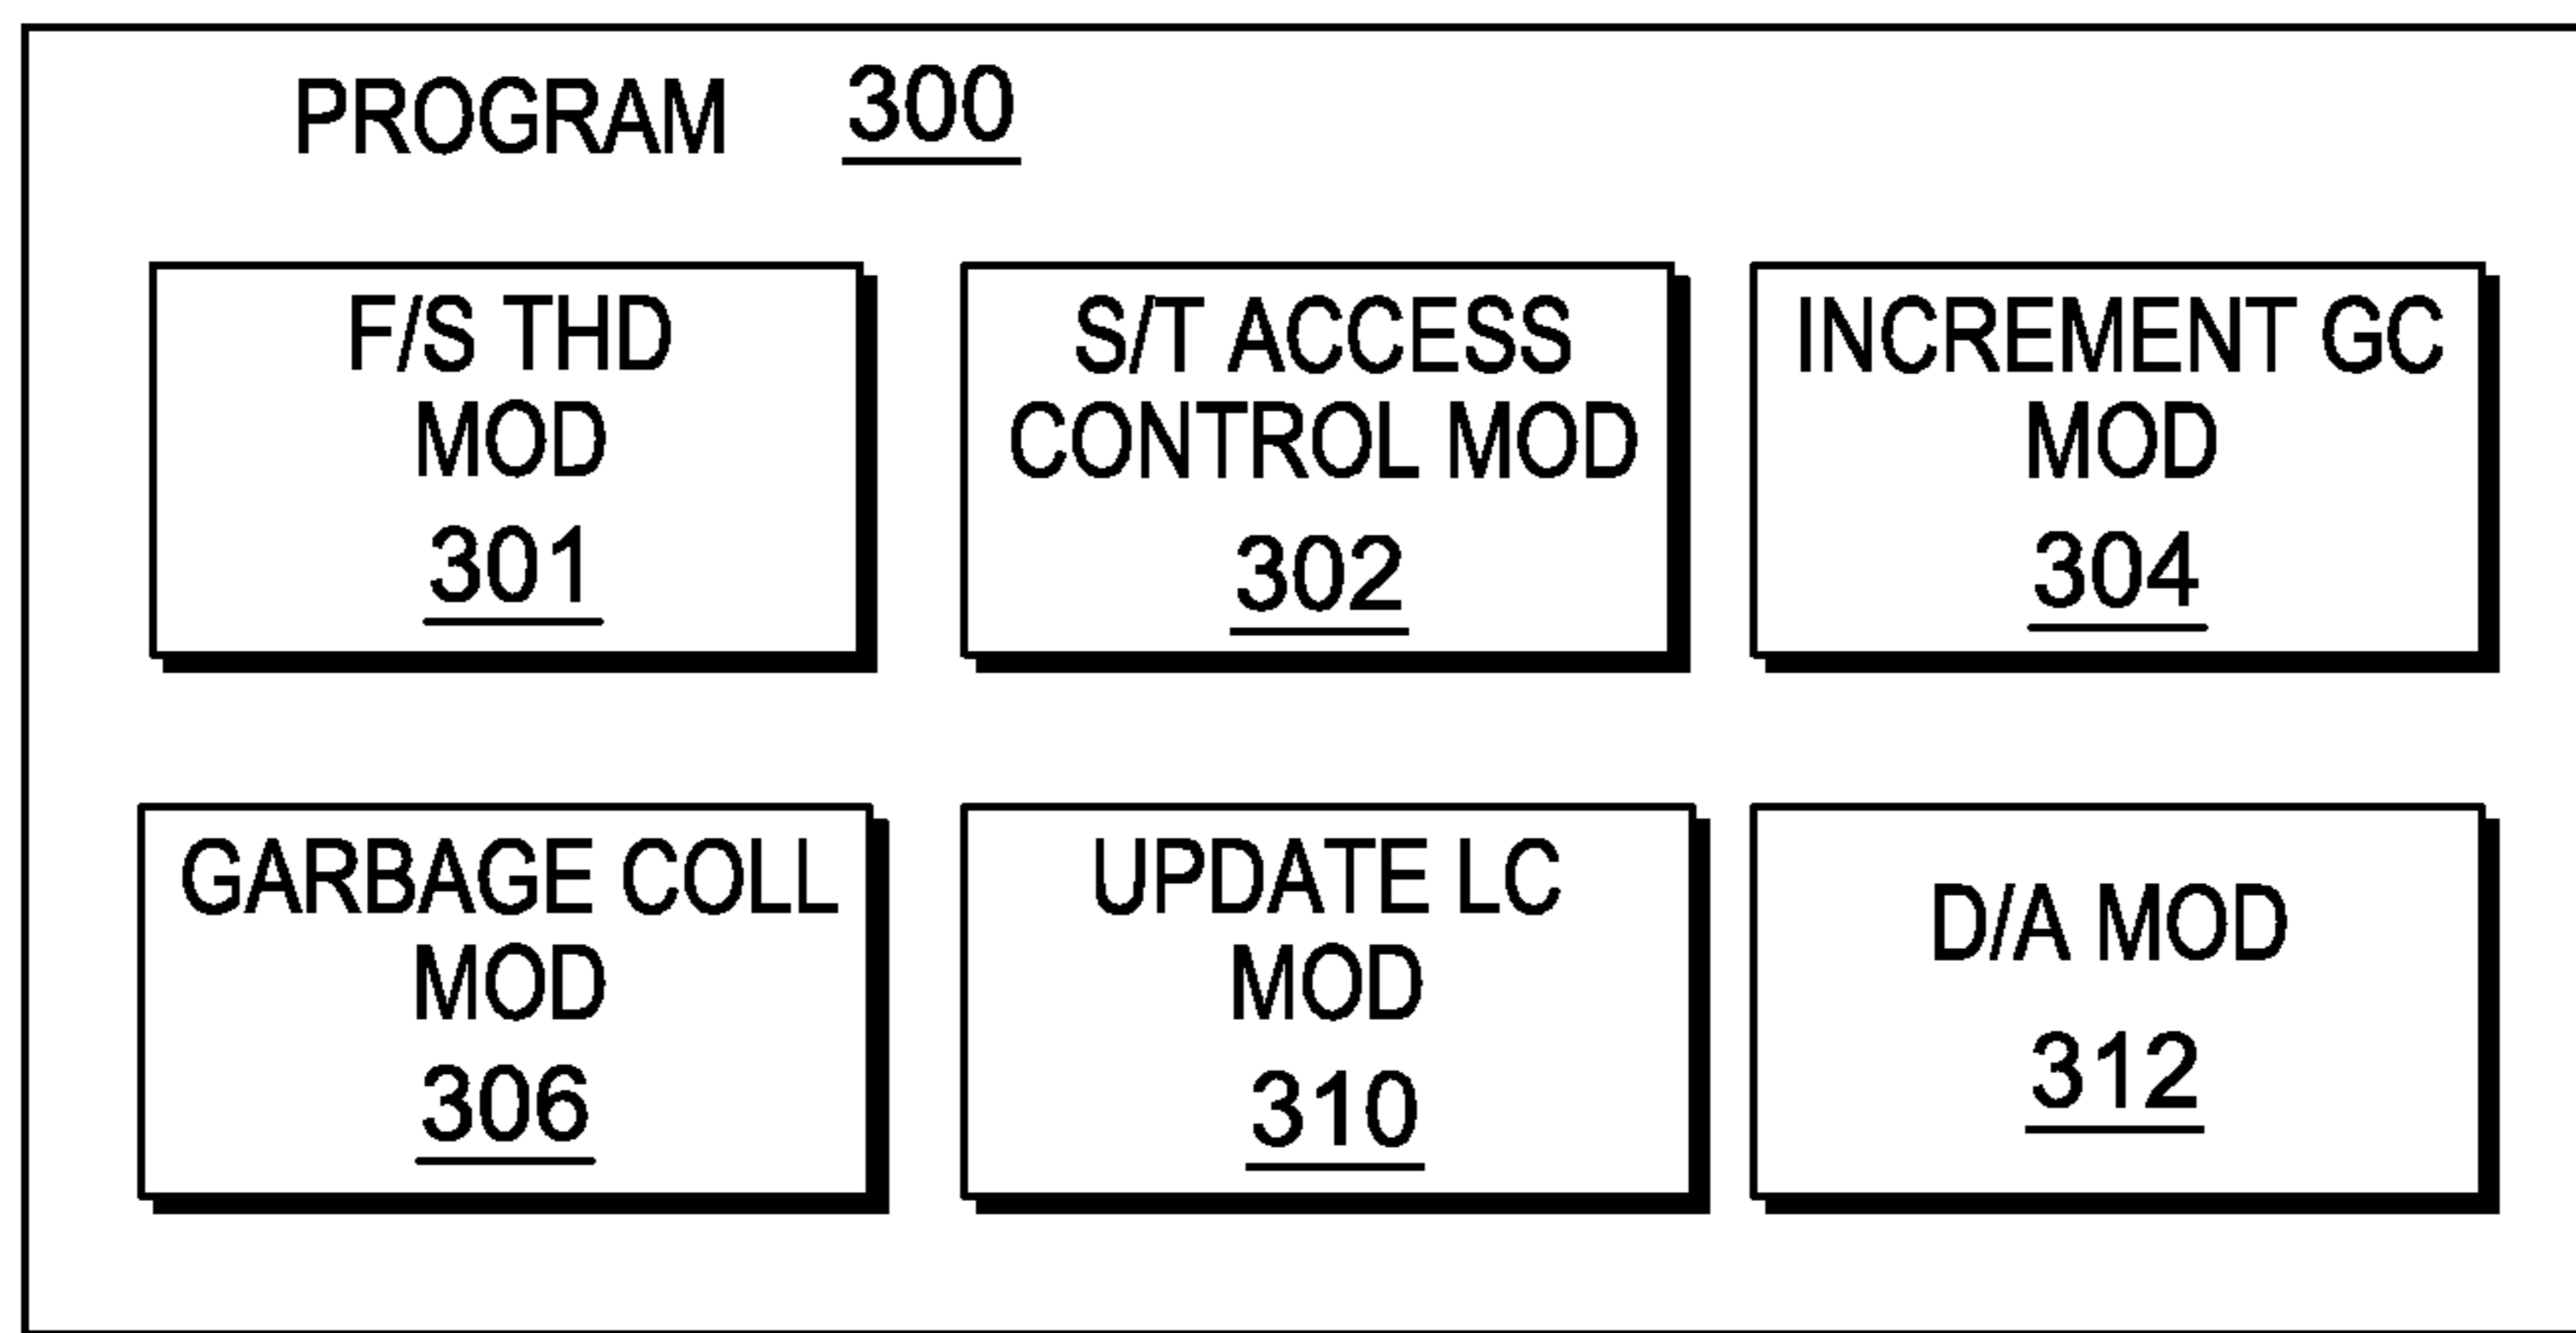 PROGRAM 300
F/S THD
MOD
301
S/T ACCESS
CONTROL MOD
302
INCREMENT GC
MOD
304
GARBAGE COLL
MOD
306
UPDATE LC
MOD
310
D/A MOD
312